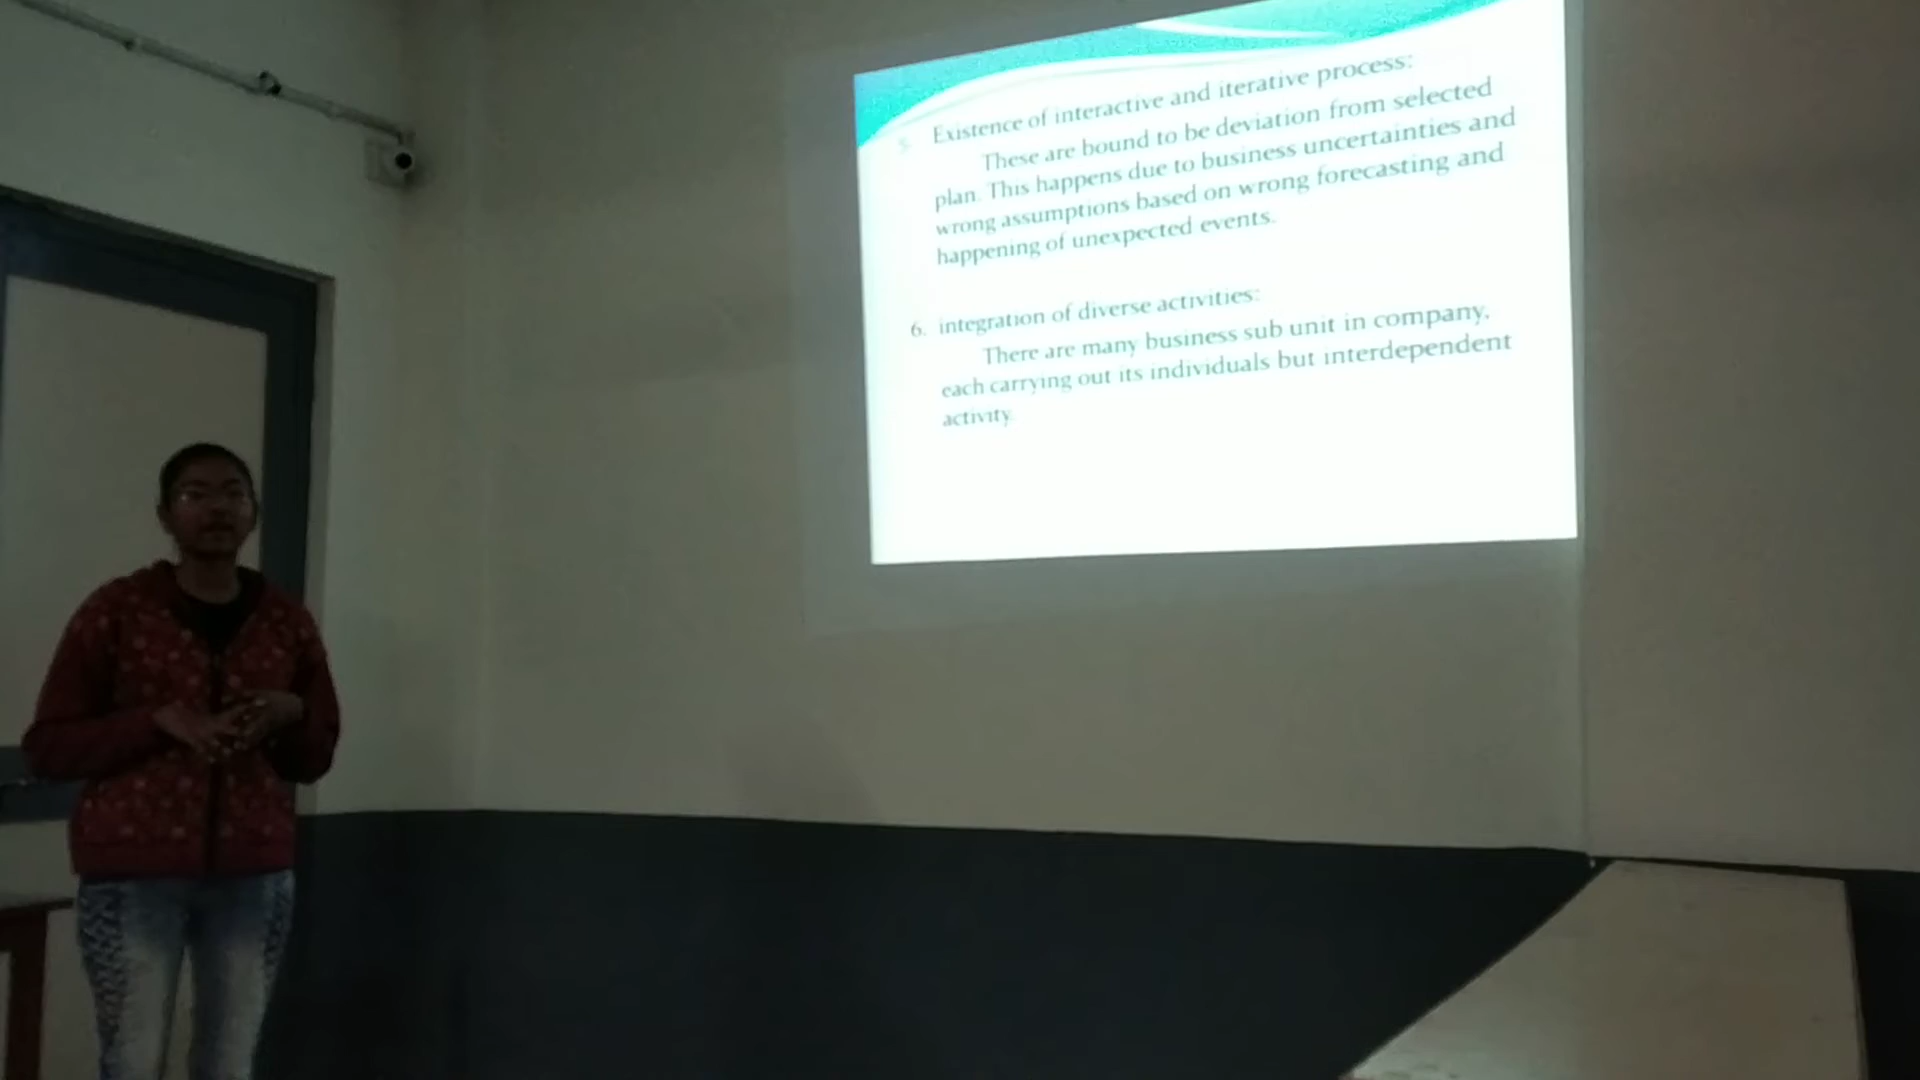 5. Existence of interactive and iterative process:
These are bound to be deviation from selected
plan. This happens due to business uncertainties and
wrong assumptions based on wrong forecasting and
happening of unexpected events.
6. integration of diverse activities:
There are many business sub unit in company,
each carrying out its individuals but interdependent
activity.